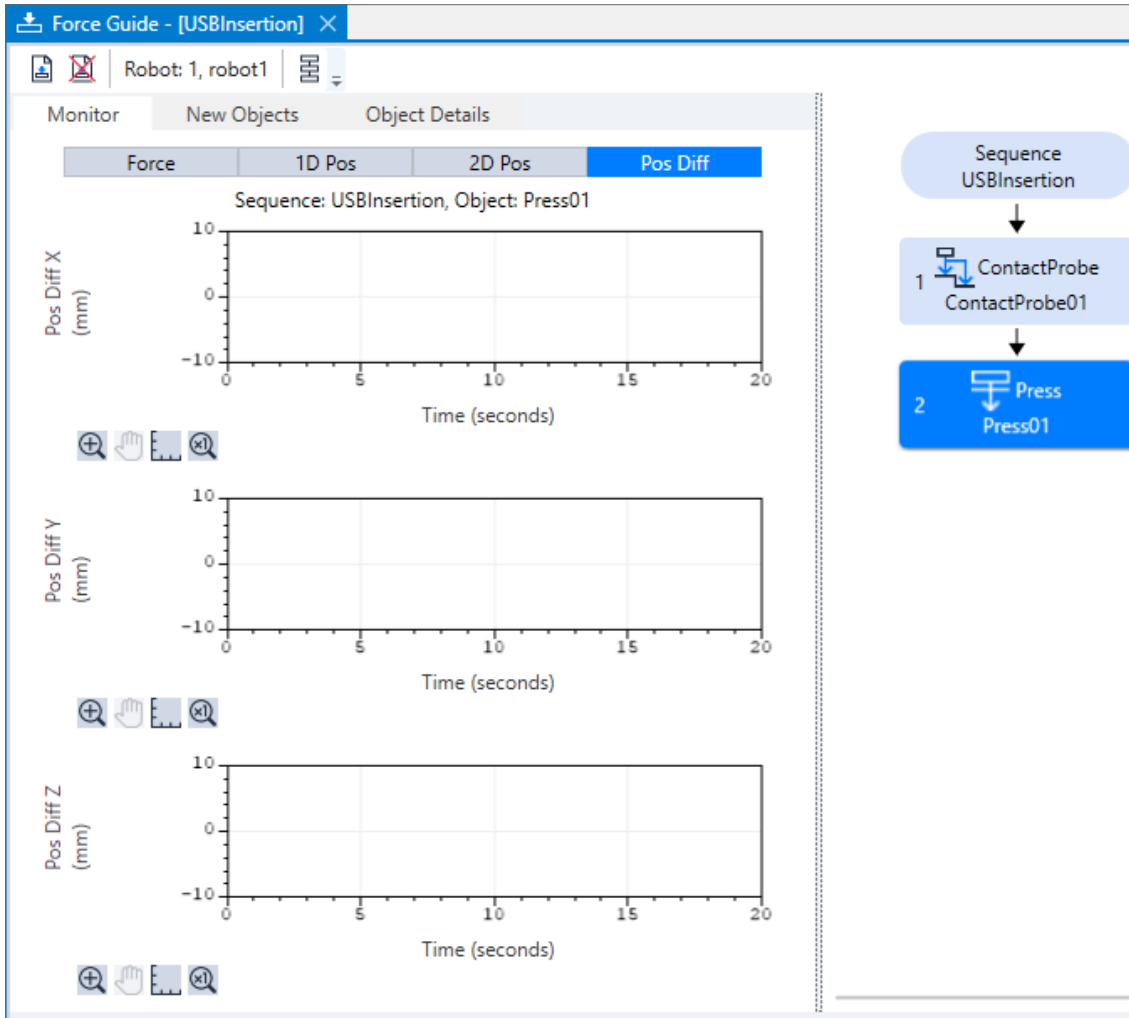 Force Guide - [USBInsertion]
Robot: 1, robot1
Monitor New Objects Object Details
Force 1D Pos 2D Pos Pos Diff
Sequence: USBInsertion, Object: Press01
Pos Diff X
(mm)
10
0
-10
0 5 10 15 20
Time (seconds)
x1
Pos Diff Y
(mm)
10
0
-10
0 5 10 15 20
Time (seconds)
x1
Pos Diff Z
(mm)
10
0
-10
0 5 10 15 20
Time (seconds)
x1
Sequence
USBInsertion
1
ContactProbe
ContactProbe01
2
Press
Press01